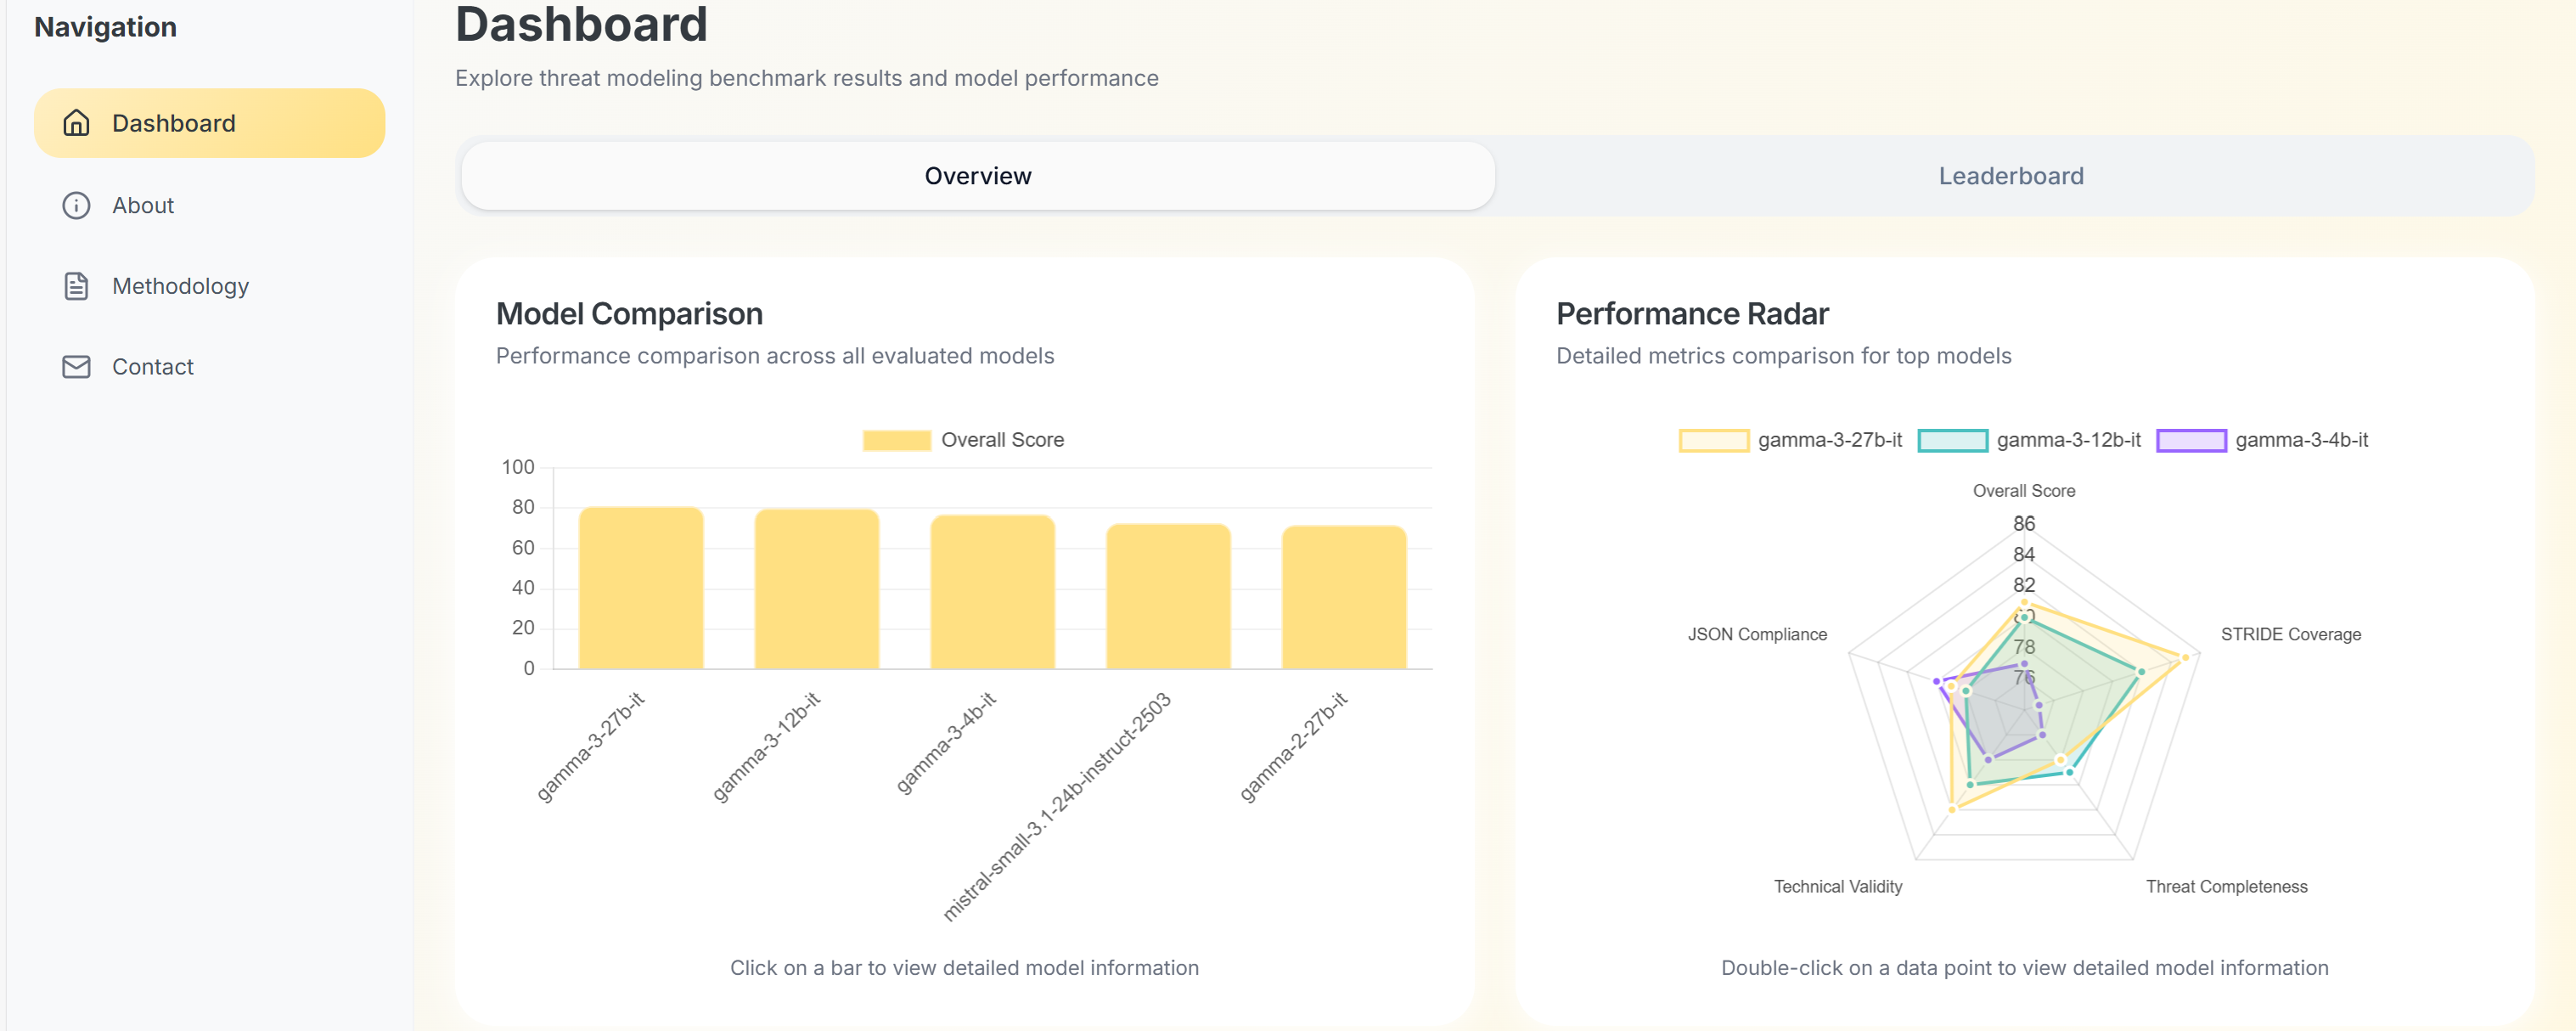 Navigation
Dashboard
About
Methodology
Contact
Dashboard
Explore threat modeling benchmark results and model performance
Overview
Leaderboard
Model Comparison
Performance comparison across all evaluated models
Overall Score
100
80
60
40
20
0
gamma-3-27b-it
gamma-3-12b-it
gamma-3-4b-it
mistral-small-3.1-24b-instruct-2503
gamma-2-27b-it
Click on a bar to view detailed model information
Performance Radar
Detailed metrics comparison for top models
gamma-3-27b-it gamma-3-12b-it gamma-3-4b-it
Overall Score
86
84
82
80
78
76
JSON Compliance
STRIDE Coverage
Technical Validity
Threat Completeness
Double-click on a data point to view detailed model information